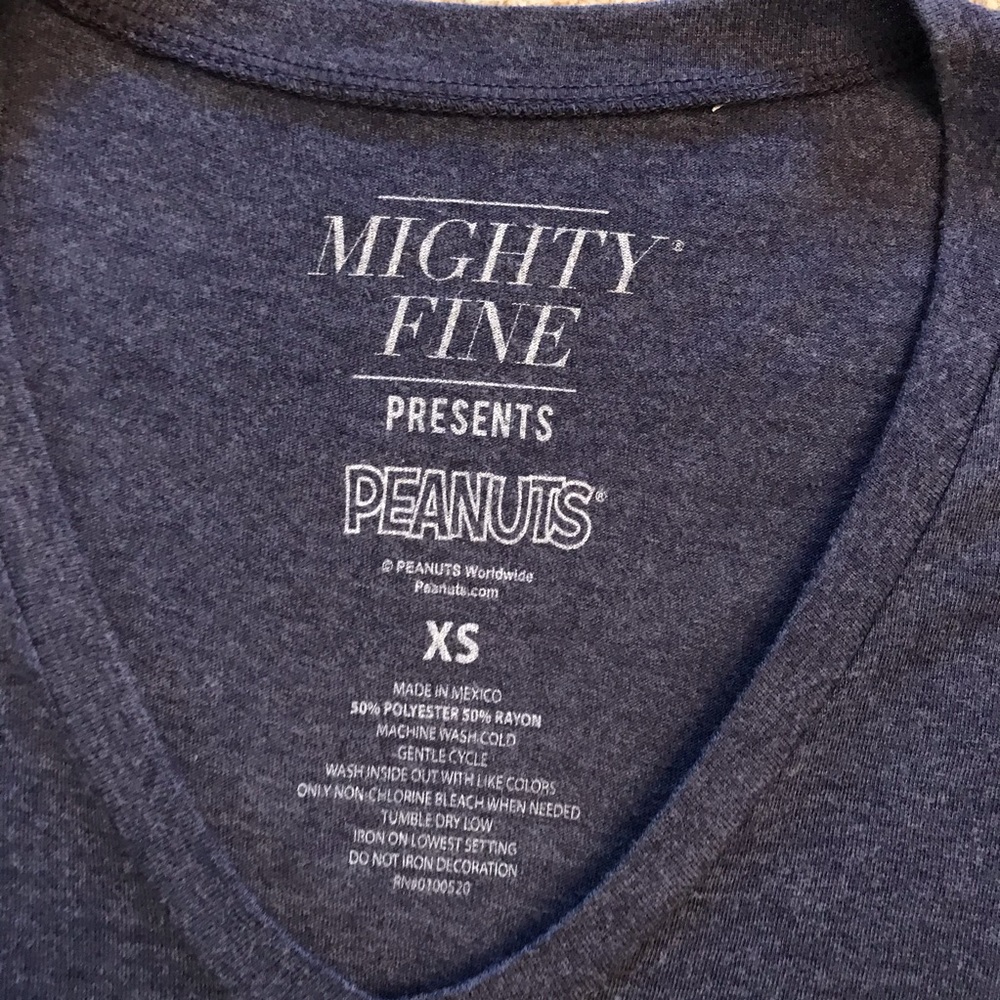 MIGHTY®
FINE
PRESENTS
PEANUTS®
© PEANUTS Worldwide
Peanuts.com
XS
MADE IN MEXICO
50% POLYESTER 50% RAYON
MACHINE WASH COLD
GENTLE CYCLE
WASH INSIDE OUT WITH LIKE COLORS
ONLY NON-CHLORINE BLEACH WHEN NEEDED
TUMBLE DRY LOW
IRON ON LOWEST SETTING
DO NOT IRON DECORATION
RN#0100520